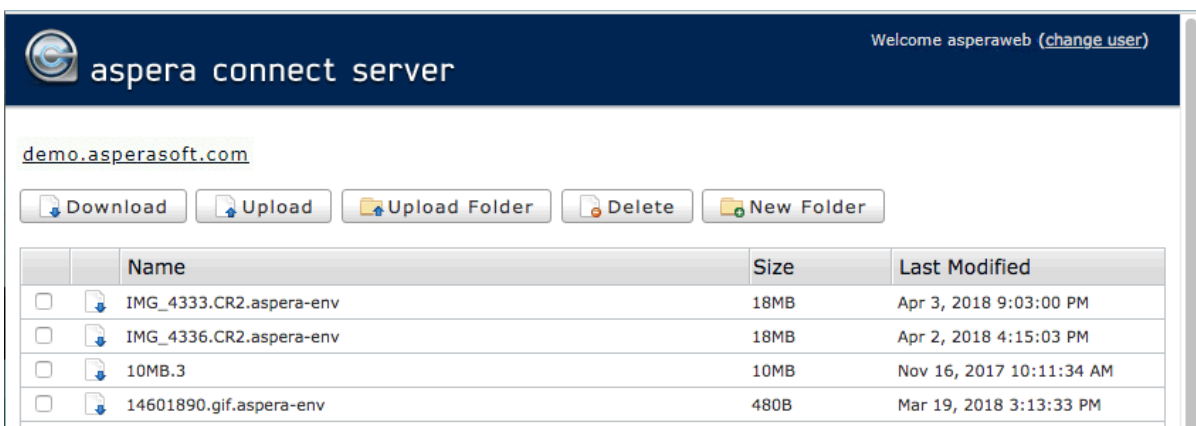 Welcome asperaweb (change user)
aspera connect server
demo.asperasoft.com
Download Upload Upload Folder Delete New Folder
Name Size Last Modified
IMG_4333.CR2.aspera-env 18MB Apr 3, 2018 9:03:00 PM
IMG_4336.CR2.aspera-env 18MB Apr 2, 2018 4:15:03 PM
10MB.3 10MB Nov 16, 2017 10:11:34 AM
14601890.gif.aspera-env 480B Mar 19, 2018 3:13:33 PM